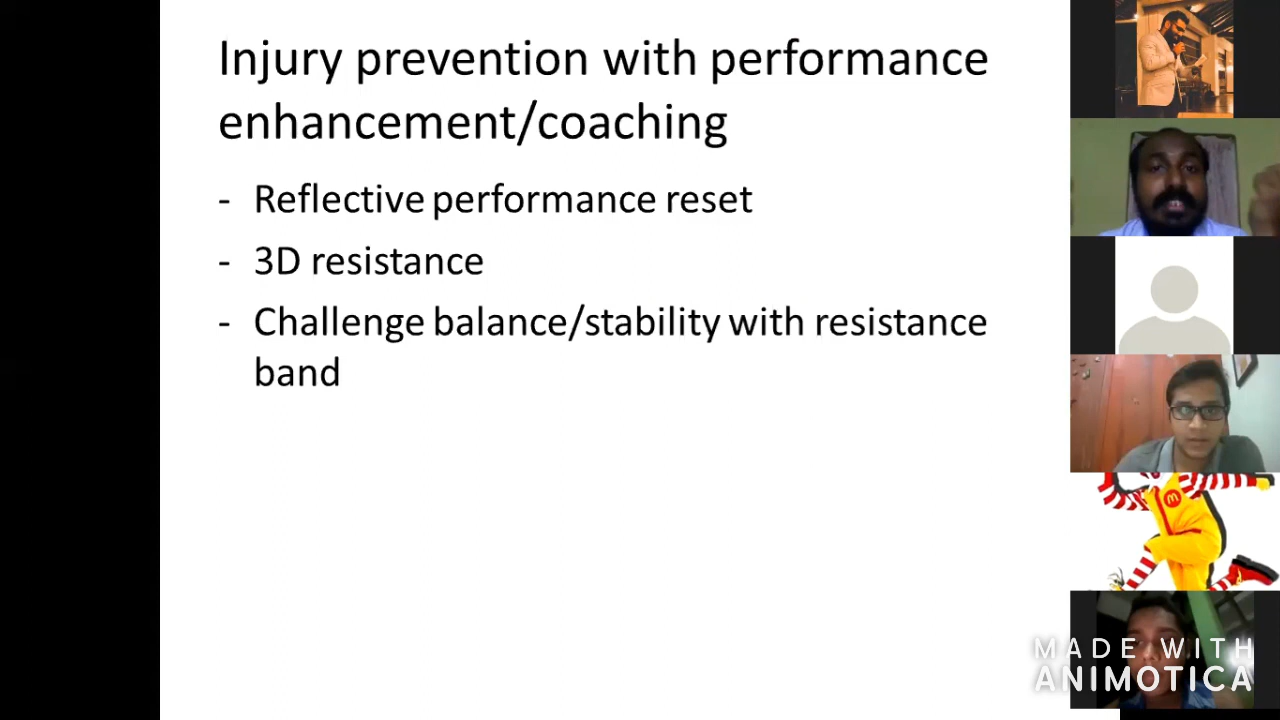 Injury prevention with performance
enhancement/coaching
- Reflective performance reset
- 3D resistance
- Challenge balance/stability with resistance
band
MADE WITH
ANIMOTICA